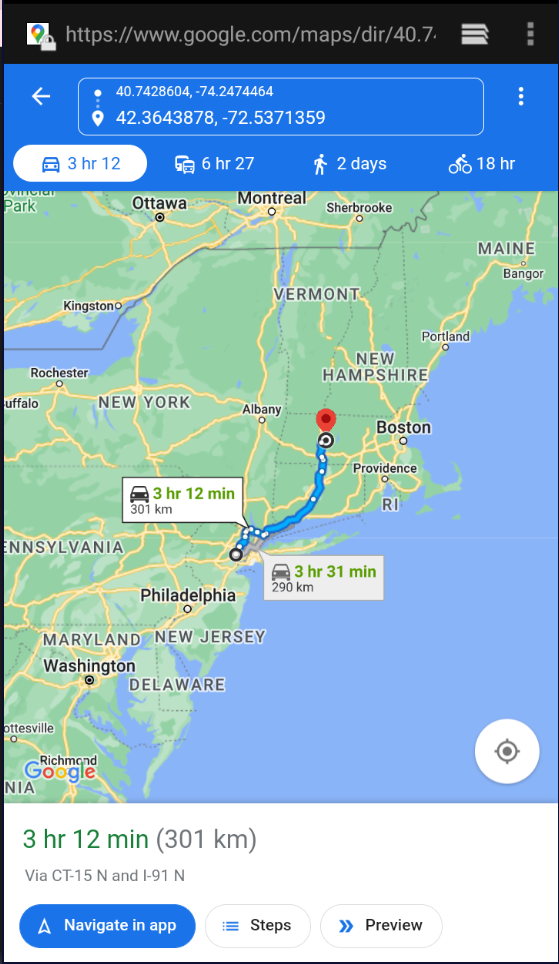 https://www.google.com/maps/dir/40.74
40.7428604, -74.2474464
42.3643878, -72.5371359
3 hr 12
6 hr 27
2 days
18 hr
Park
Ottawa
Montreal
Sherbrooke
MAINE
Bangor
VERMONT
Kingston
Portland
NEW
HAMPSHIRE
Rochester
uffalo
NEW YORK
Albany
Boston
Providence
RI
3 hr 12 min
301 km
ENNSYLVANIA
3 hr 31 min
290 km
Philadelphia
MARYLAND
NEW JERSEY
Washington
DELAWARE
ottesville
Richmond
Google
NIA
3 hr 12 min (301 km)
Via CT-15 N and I-91 N
Navigate in app
Steps
Preview